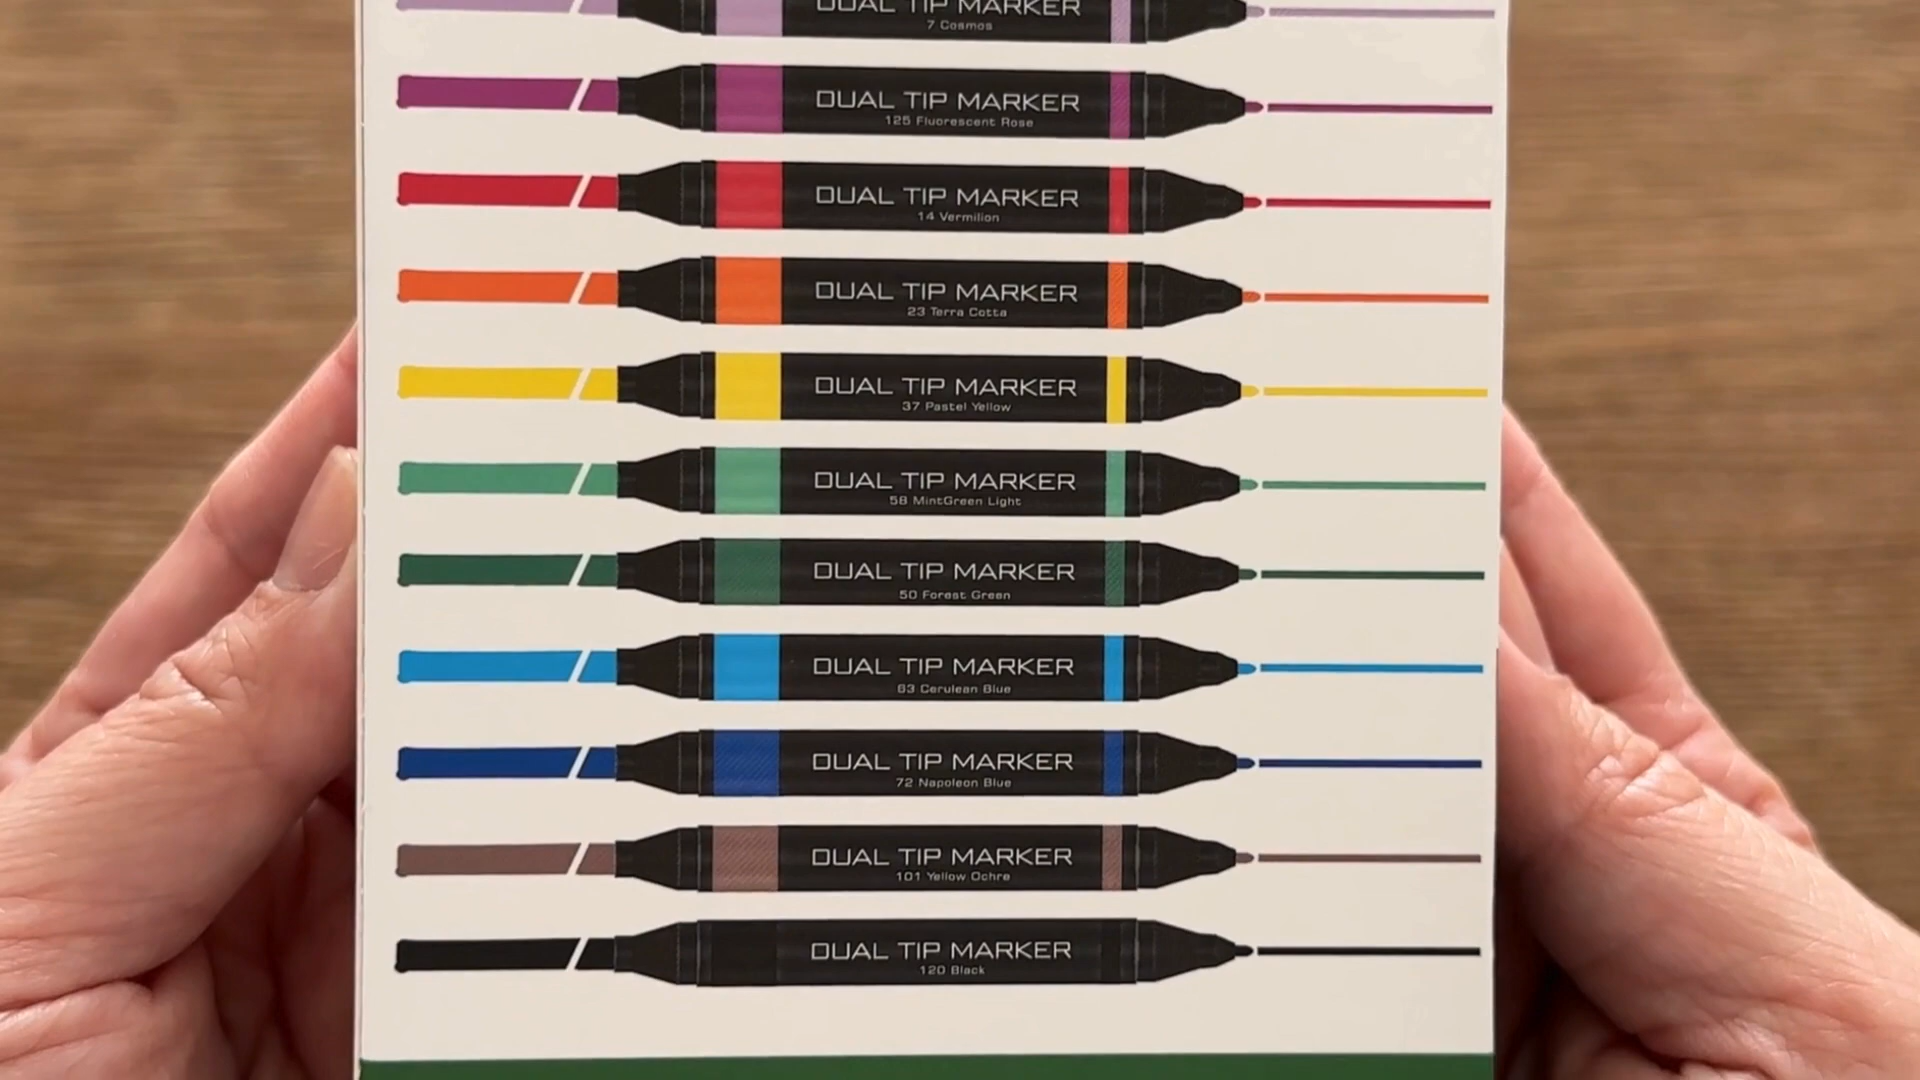 DUAL TIP MARKER
7 Cosmos
DUAL TIP MARKER
125 Fluorescent Rose
DUAL TIP MARKER
14 Vermilion
DUAL TIP MARKER
23 Terra Cotta
DUAL TIP MARKER
37 Pastel Yellow
DUAL TIP MARKER
58 MintGreen Light
DUAL TIP MARKER
50 Forest Green
DUAL TIP MARKER
63 Cerulean Blue
DUAL TIP MARKER
72 Napoleon Blue
DUAL TIP MARKER
101 Yellow Ochre
DUAL TIP MARKER
120 Black